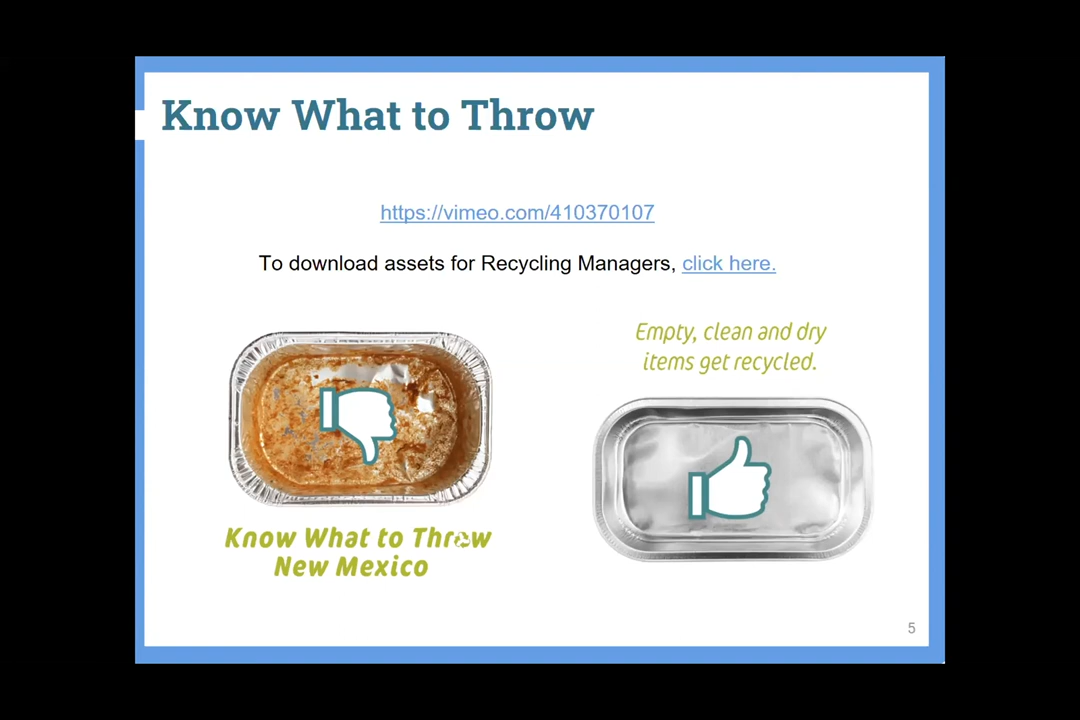 Know What to Throw
https://vimeo.com/410370107
To download assets for Recycling Managers, click here.
Empty, clean and dry
items get recycled.
Know What to Throw
New Mexico
5